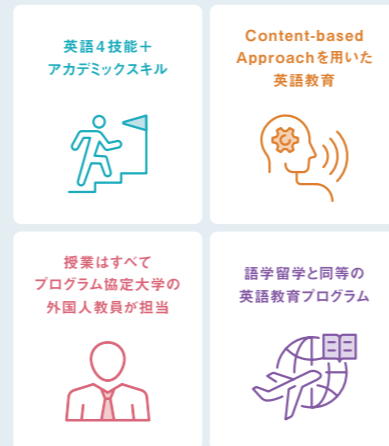 英語4技能＋
アカデミックスキル
Content-based
Approachを用いた
英語教育
授業はすべて
プログラム協定大学の
外国人教員が担当
語学留学と同等の
英語教育プログラム